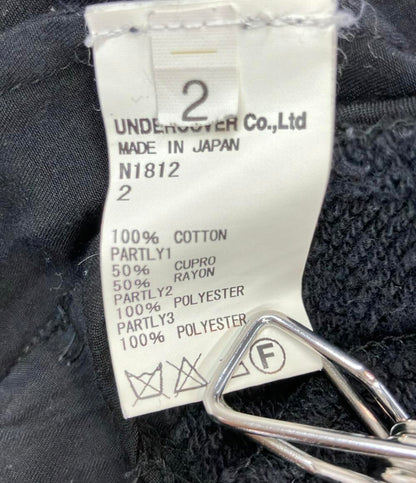 2
UNDERCOVER Co.,Ltd
MADE IN JAPAN
N1812
2
100% COTTON
PARTLY1
50% CUPRO
50% RAYON
PARTLY2
100% POLYESTER
PARTLY3
100% POLYESTER
F